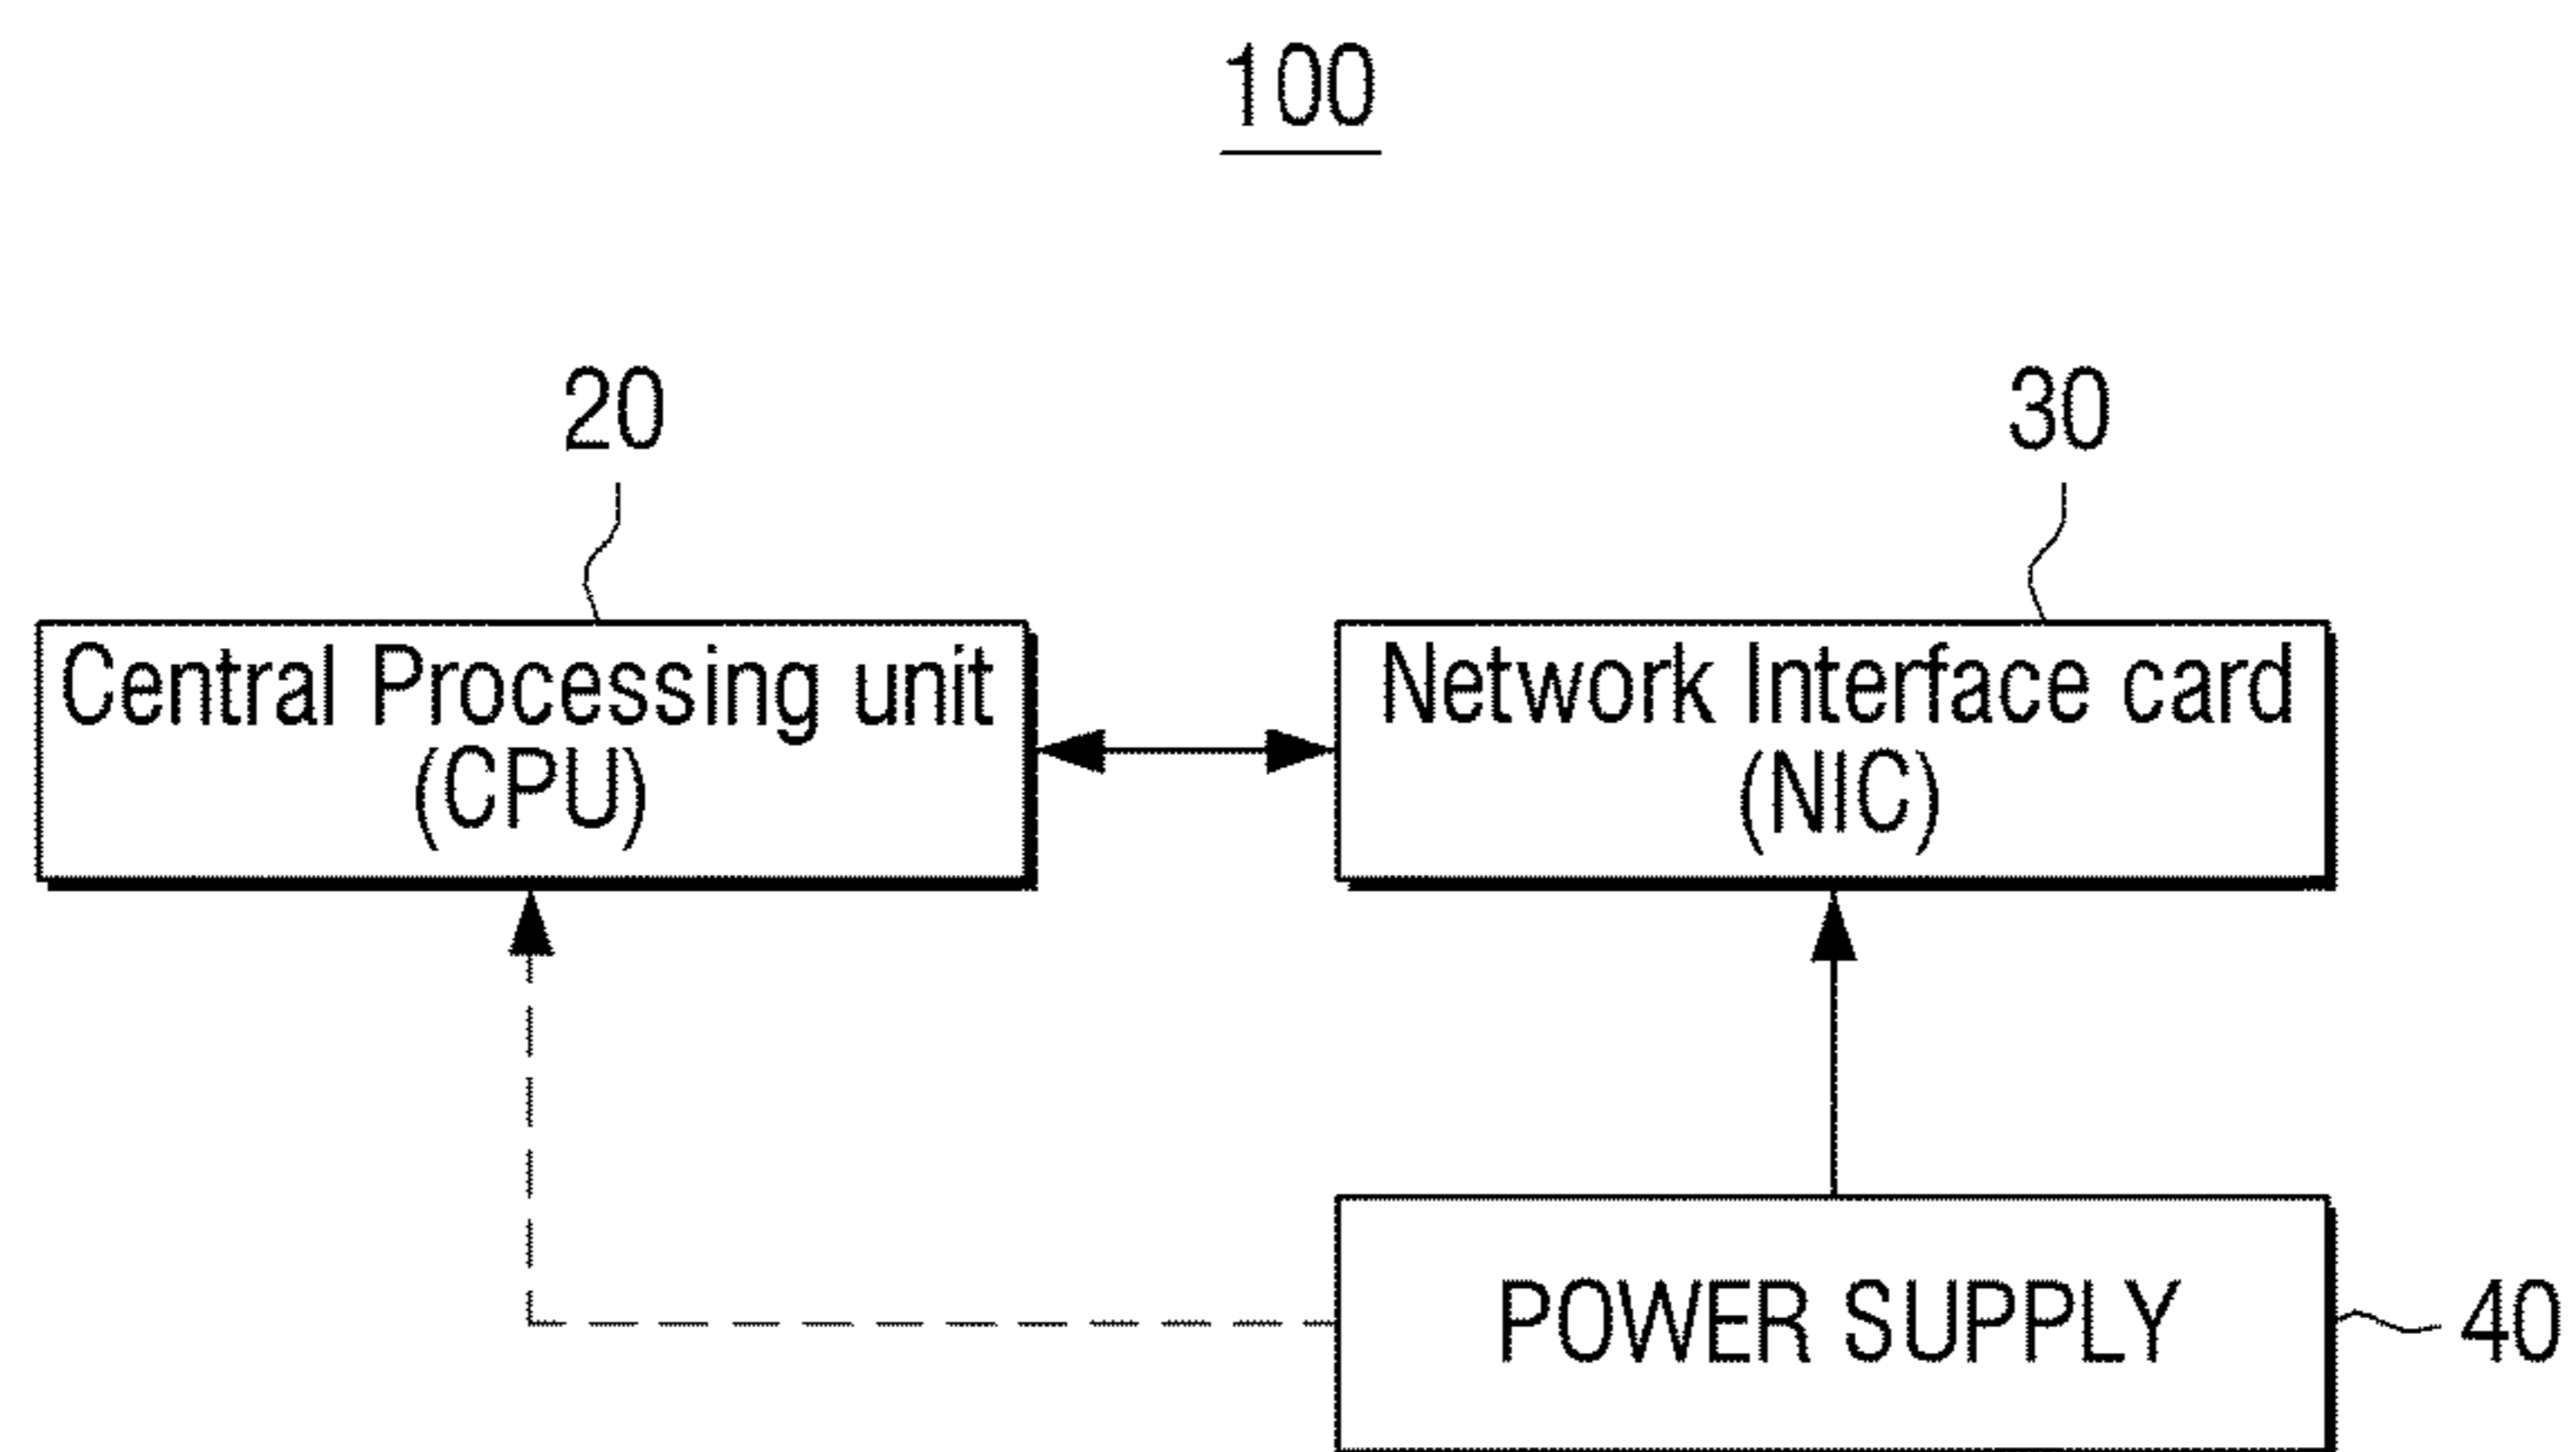 100
20
30
Central Processing unit
(CPU)
Network Interface card
(NIC)
POWER SUPPLY
40